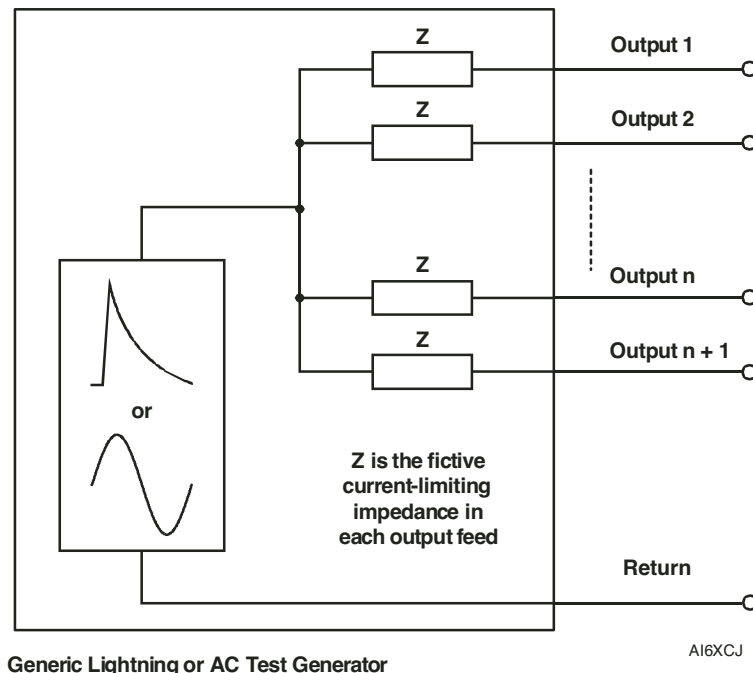 Z
Output 1
Z
Output 2
Z
Output n
Z
Output n + 1
or
Z is the fictive
current-limiting
impedance in
each output feed
Return
AI6XCJ
Generic Lightning or AC Test Generator